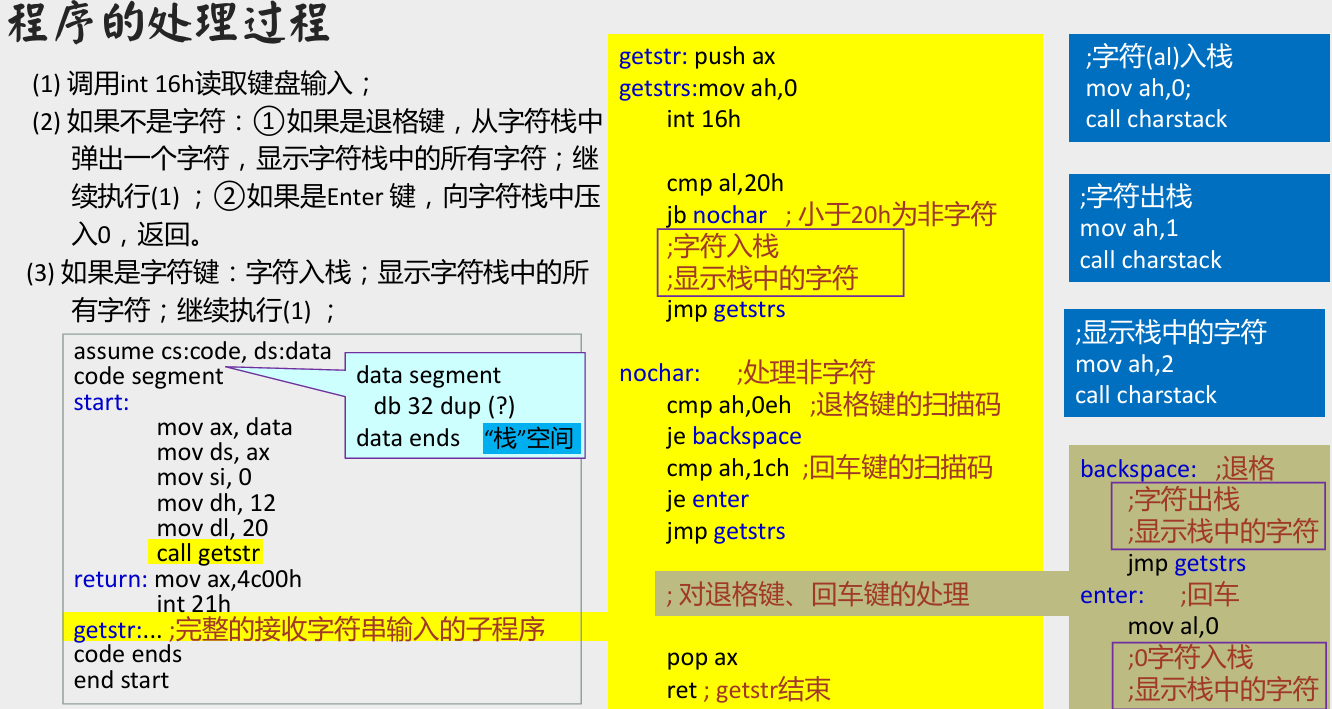 程序的处理过程
(1) 调用int 16h读取键盘输入；
(2) 如果不是字符：①如果是退格键，从字符栈中
弹出一个字符，显示字符栈中的所有字符；继
续执行(1) ；②如果是Enter 键，向字符栈中压
入0，返回。
(3) 如果是字符键：字符入栈；显示字符栈中的所
有字符；继续执行(1) ；
assume cs:code, ds:data
code segment
start:
mov ax, data
mov ds, ax
mov si, 0
mov dh, 12
mov dl, 20
call getstr
return: mov ax,4c00h
int 21h
getstr:... ;完整的接收字符串输入的子程序
code ends
end start
data segment
db 32 dup (?)
data ends “栈”空间
getstr: push ax
getstrs:mov ah,0
int 16h
cmp al,20h
jb nochar ; 小于20h为非字符
;字符入栈
;显示栈中的字符
jmp getstrs
nochar: ;处理非字符
cmp ah,0eh ;退格键的扫描码
je backspace
cmp ah,1ch ;回车键的扫描码
je enter
jmp getstrs
; 对退格键、回车键的处理
pop ax
ret ; getstr结束
;字符(al)入栈
mov ah,0;
call charstack
;字符出栈
mov ah,1
call charstack
;显示栈中的字符
mov ah,2
call charstack
backspace: ;退格
;字符出栈
;显示栈中的字符
jmp getstrs
enter: ;回车
mov al,0
;0字符入栈
;显示栈中的字符